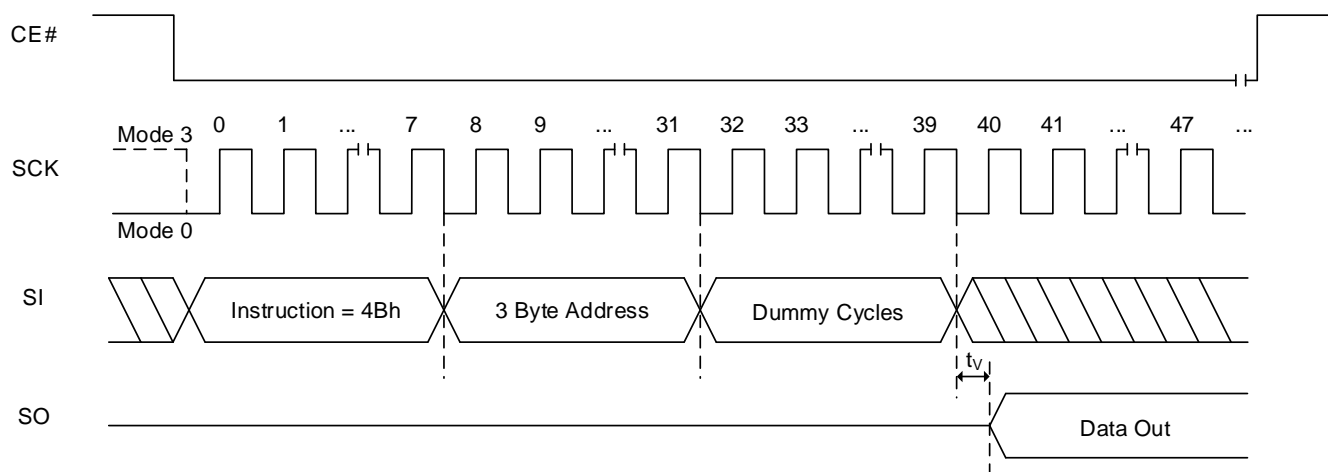 CE#
Mode 3 0 1 ... 7 8 9 ... 31 32 33 ... 39 40 41 ... 47 ...
SCK
Mode 0
SI Instruction = 4Bh 3 Byte Address Dummy Cycles
tV
SO Data Out